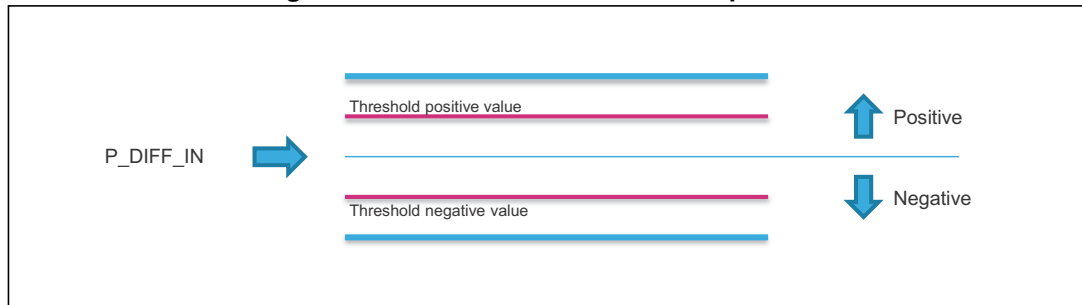 Threshold positive value
Positive
P_DIFF_IN
Negative
Threshold negative value